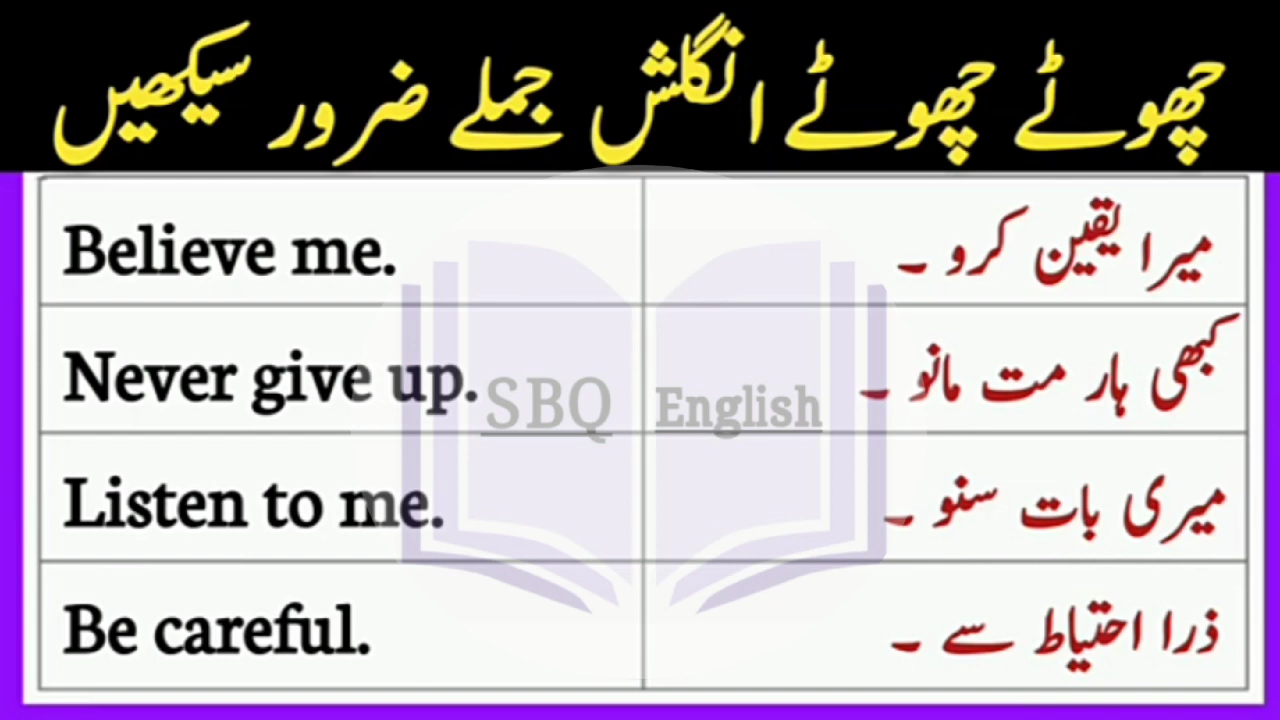 چھوٹے چھوٹے انگلش جملے ضرور سیکھیں
Believe me. میرا یقین کرو ۔
Never give up. کبھی ہار مت مانو ۔
SBQ English
Listen to me. میری بات سنو ۔
Be careful. ذرا احتیاط سے ۔